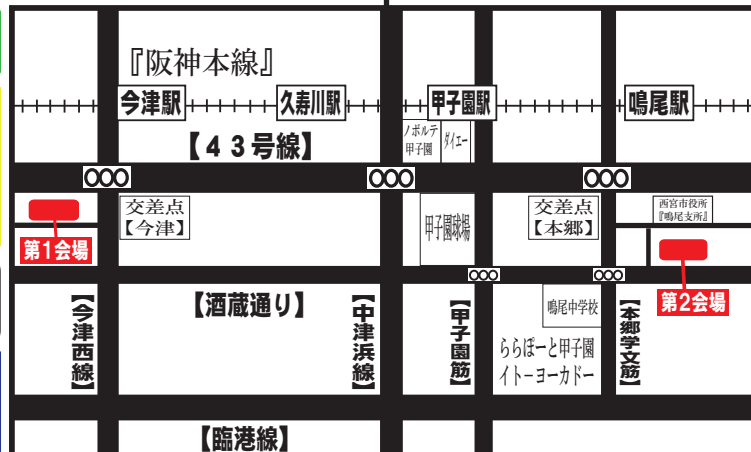 『阪神本線』
今津駅
久寿川駅
甲子園駅
鳴尾駅
【４３号線】
ノボルテ
甲子園
ダイエー
交差点
【今津】
甲子園球場
交差点
【本郷】
西宮市役所
『鳴尾支所』
第1会場
第2会場
【今津西線】
【酒蔵通り】
【中津浜線】
【甲子園筋】
鳴尾中学校
ららぽーと甲子園
イトーヨーカドー
【本郷学文筋】
【臨港線】